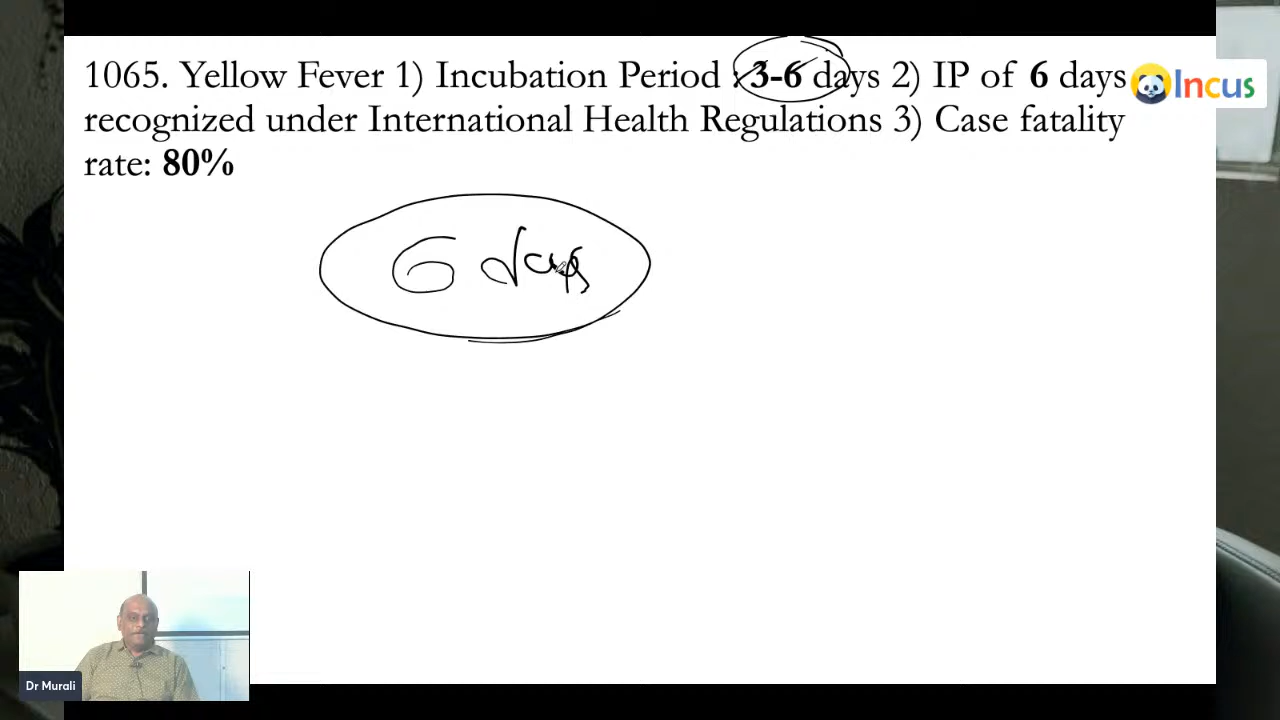 1065. Yellow Fever 1) Incubation Period : 3-6 days 2) IP of 6 days
Incus
recognized under International Health Regulations 3) Case fatality
rate: 80%
6 days
Dr Murali